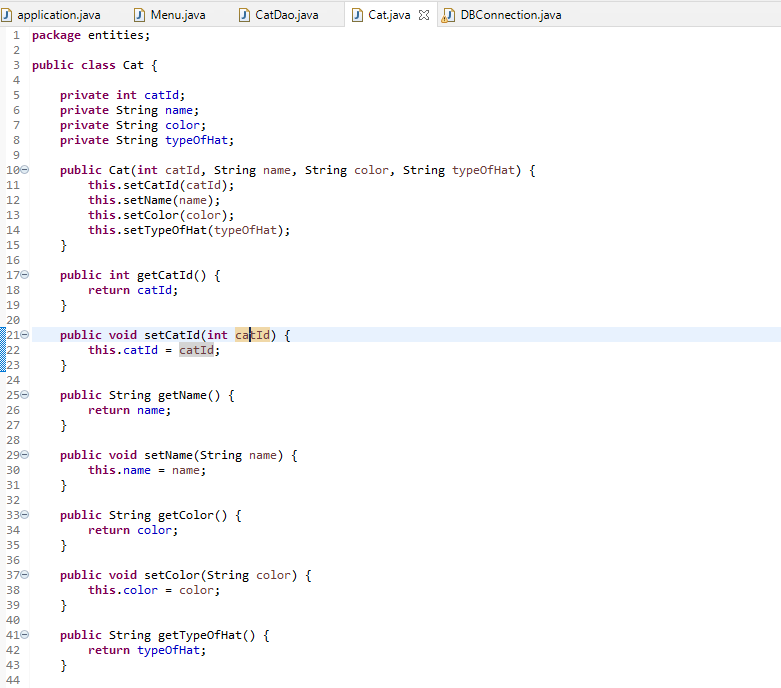 application.java Menu.java CatDao.java Cat.java DBConnection.java
1 package entities;
2
3 public class Cat {
4
5     private int catId;
6     private String name;
7     private String color;
8     private String typeOfHat;
9
10     public Cat(int catId, String name, String color, String typeOfHat) {
11         this.setCatId(catId);
12         this.setName(name);
13         this.setColor(color);
14         this.setTypeOfHat(typeOfHat);
15     }
16
17     public int getCatId() {
18         return catId;
19     }
20
21     public void setCatId(int catId) {
22         this.catId = catId;
23     }
24
25     public String getName() {
26         return name;
27     }
28
29     public void setName(String name) {
30         this.name = name;
31     }
32
33     public String getColor() {
34         return color;
35     }
36
37     public void setColor(String color) {
38         this.color = color;
39     }
40
41     public String getTypeOfHat() {
42         return typeOfHat;
43     }
44